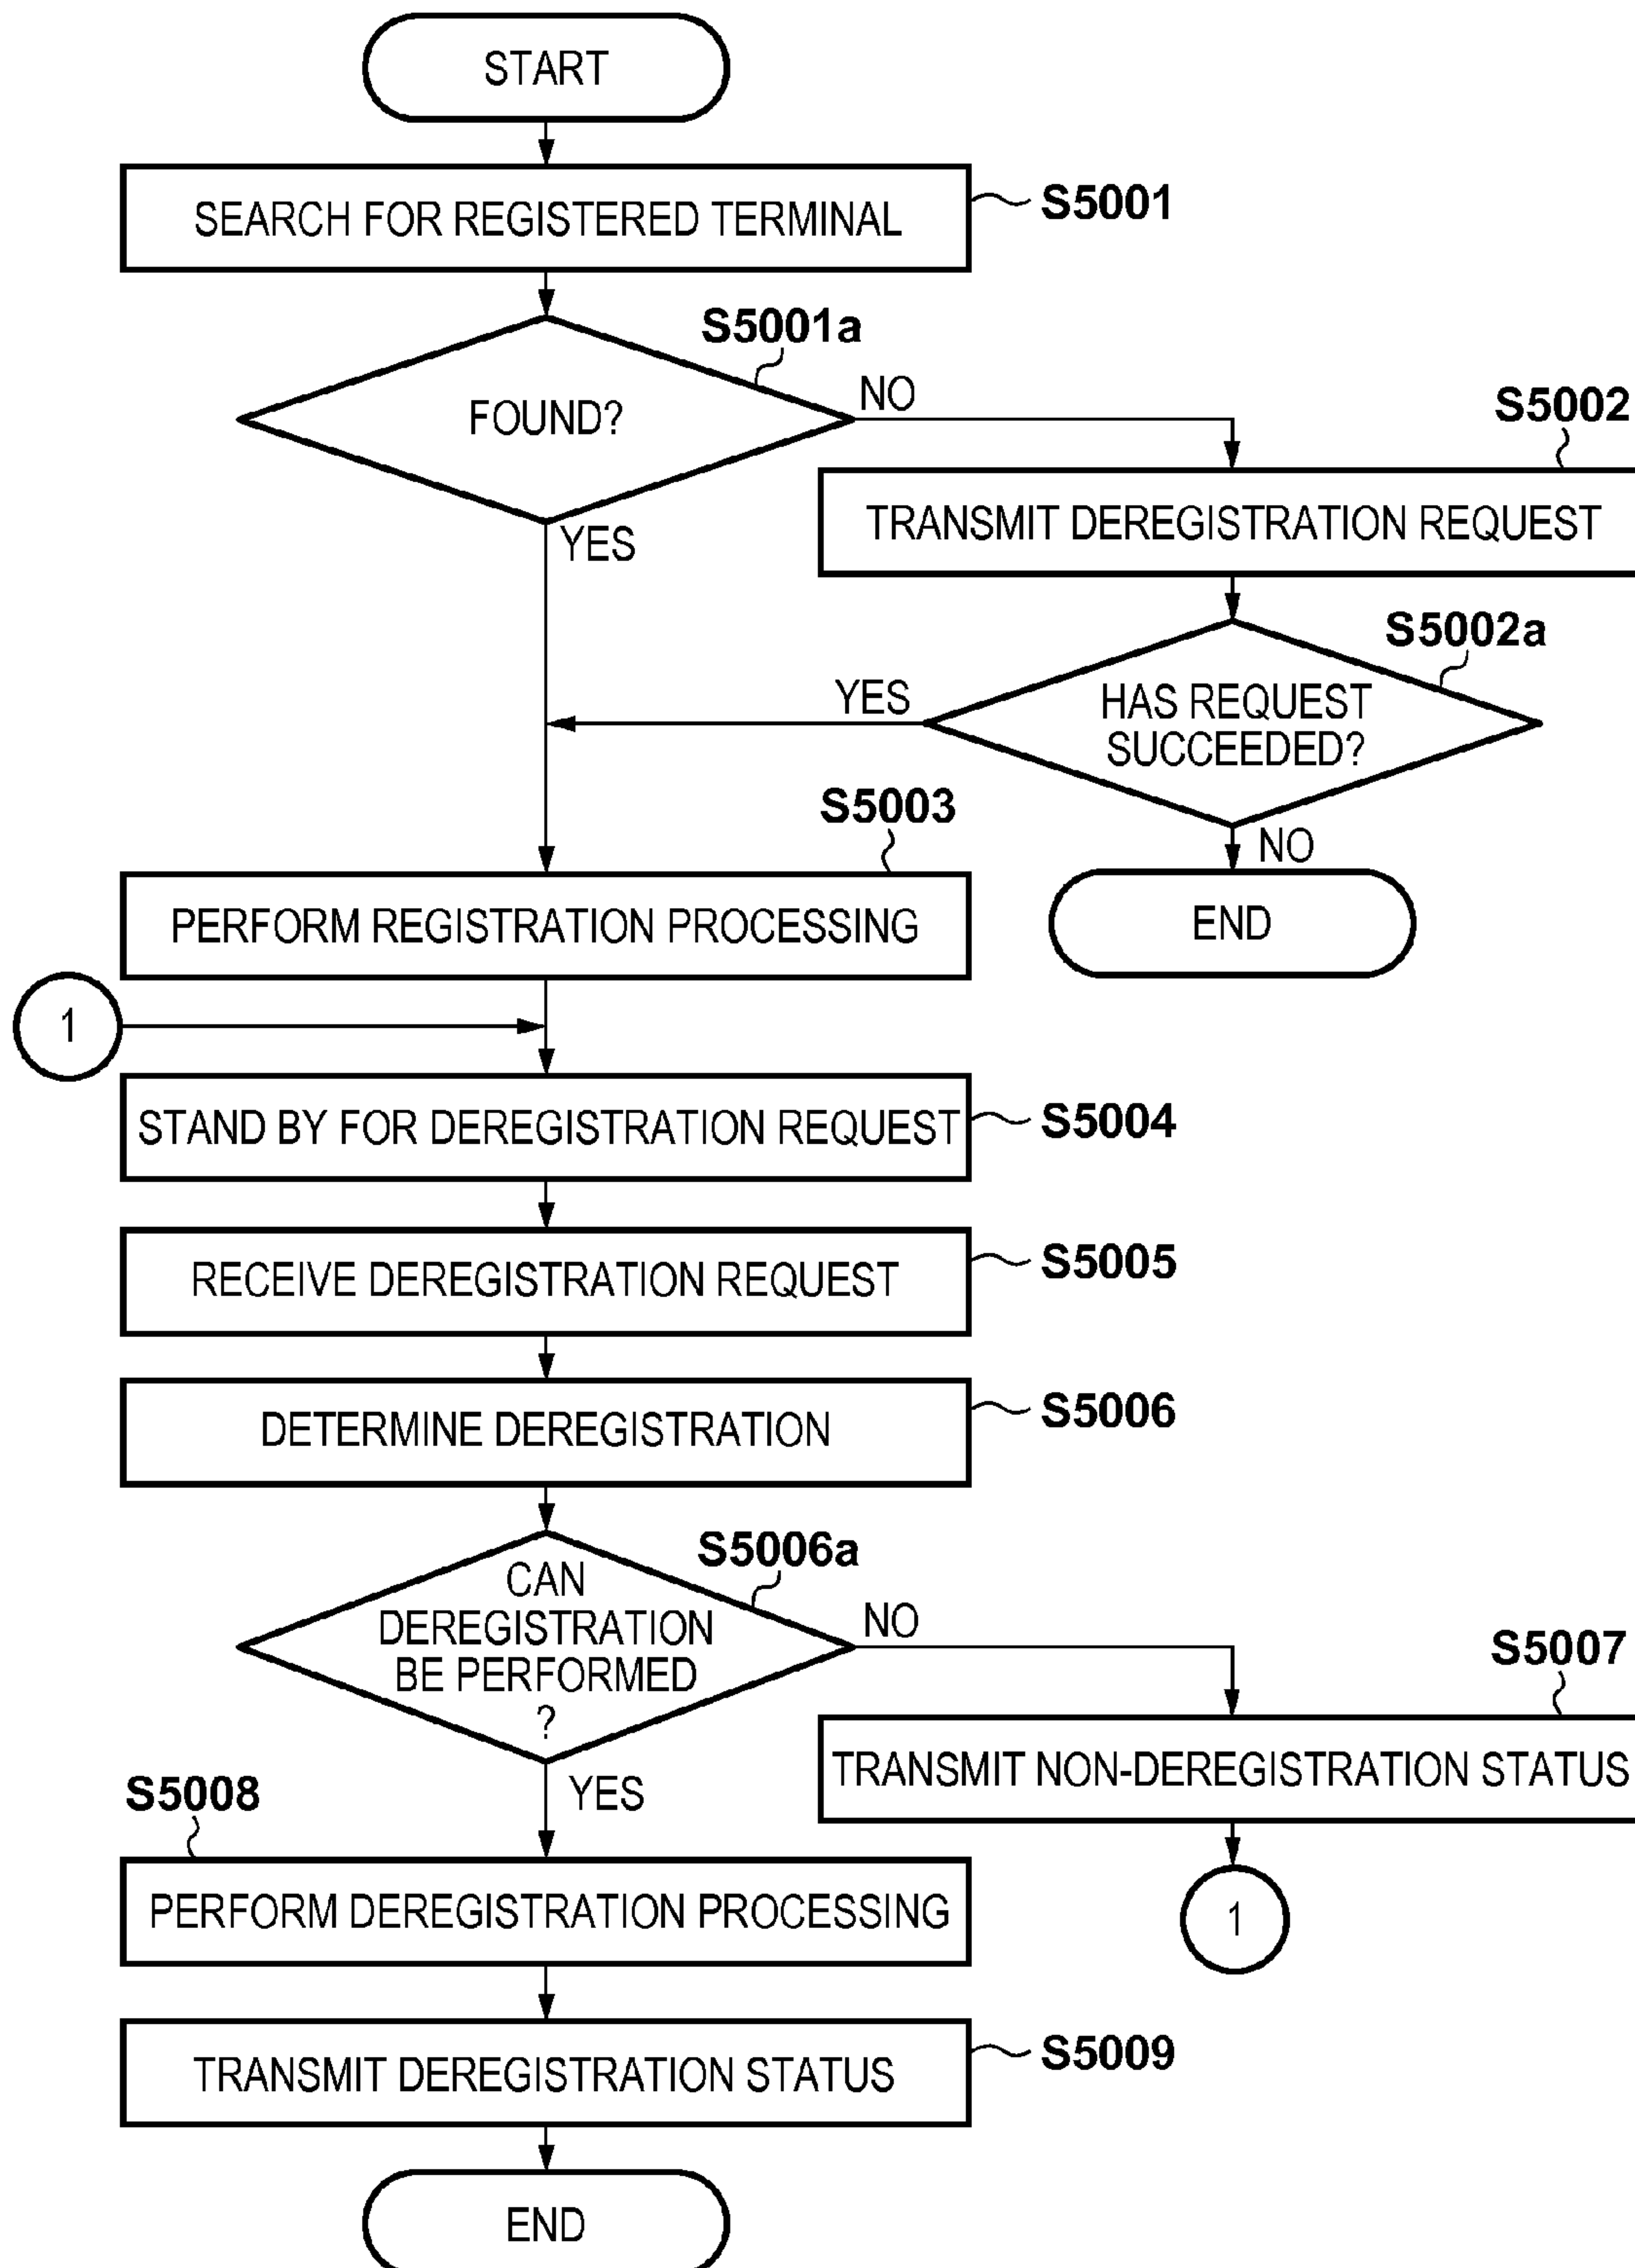 START
SEARCH FOR REGISTERED TERMINAL
S5001
S5001a
FOUND?
NO
YES
S5002
TRANSMIT DEREGISTRATION REQUEST
S5002a
HAS REQUEST
SUCCEEDED?
YES
NO
END
S5003
PERFORM REGISTRATION PROCESSING
1
STAND BY FOR DEREGISTRATION REQUEST
S5004
RECEIVE DEREGISTRATION REQUEST
S5005
DETERMINE DEREGISTRATION
S5006
S5006a
CAN
DEREGISTRATION
BE PERFORMED
?
NO
YES
S5007
TRANSMIT NON-DEREGISTRATION STATUS
1
S5008
PERFORM DEREGISTRATION PROCESSING
TRANSMIT DEREGISTRATION STATUS
S5009
END